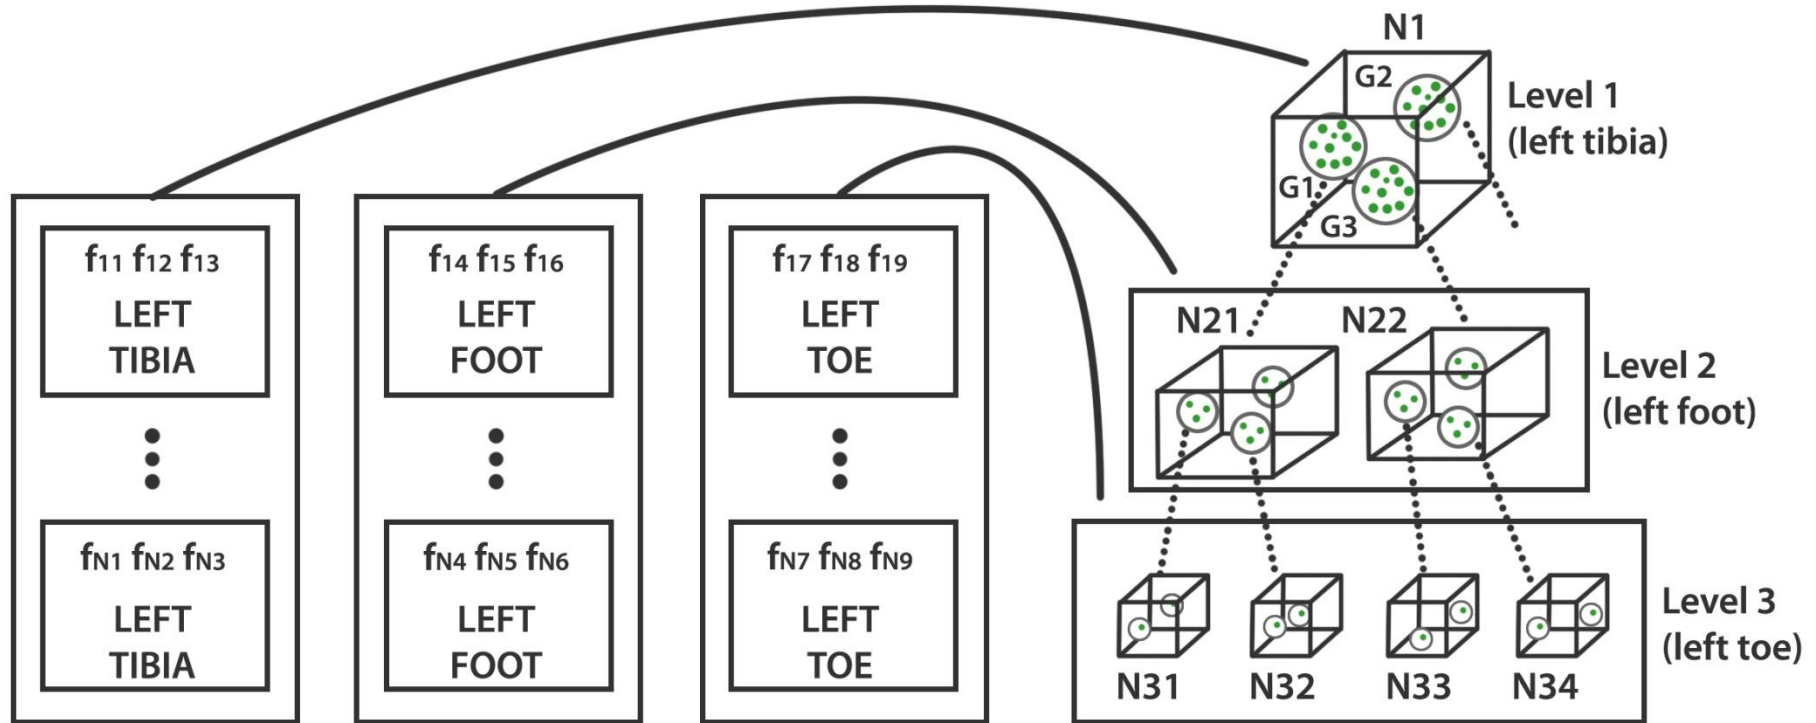 N1
G2
Level 1
(left tibia)
G1
G3
f11 f12 f13
LEFT
TIBIA
f14 f15 f16
LEFT
FOOT
f17 f18 f19
LEFT
TOE
N21
N22
Level 2
(left foot)
fN1 fN2 fN3
LEFT
TIBIA
fN4 fN5 fN6
LEFT
FOOT
fN7 fN8 fN9
LEFT
TOE
Level 3
(left toe)
N31
N32
N33
N34